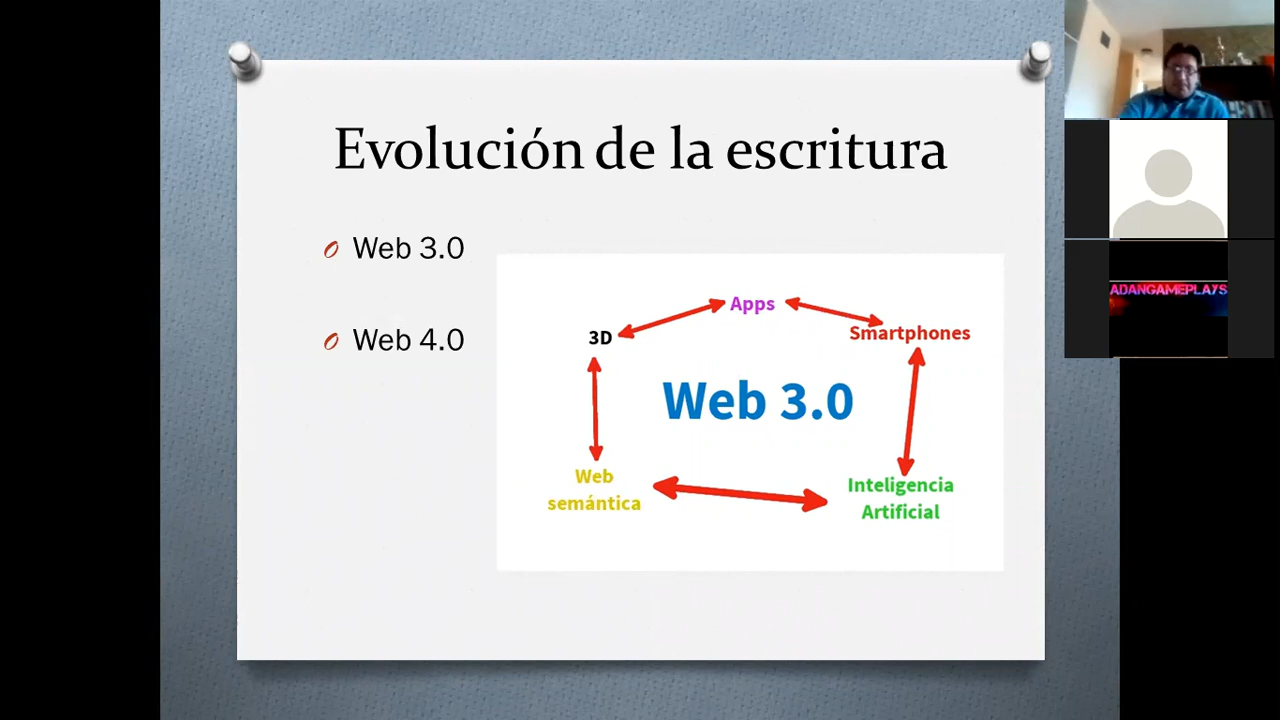 Evolución de la escritura
Web 3.0
Web 4.0
Apps
3D
Smartphones
Web 3.0
Web
semántica
Inteligencia
Artificial
ADANGAMEPLAYS